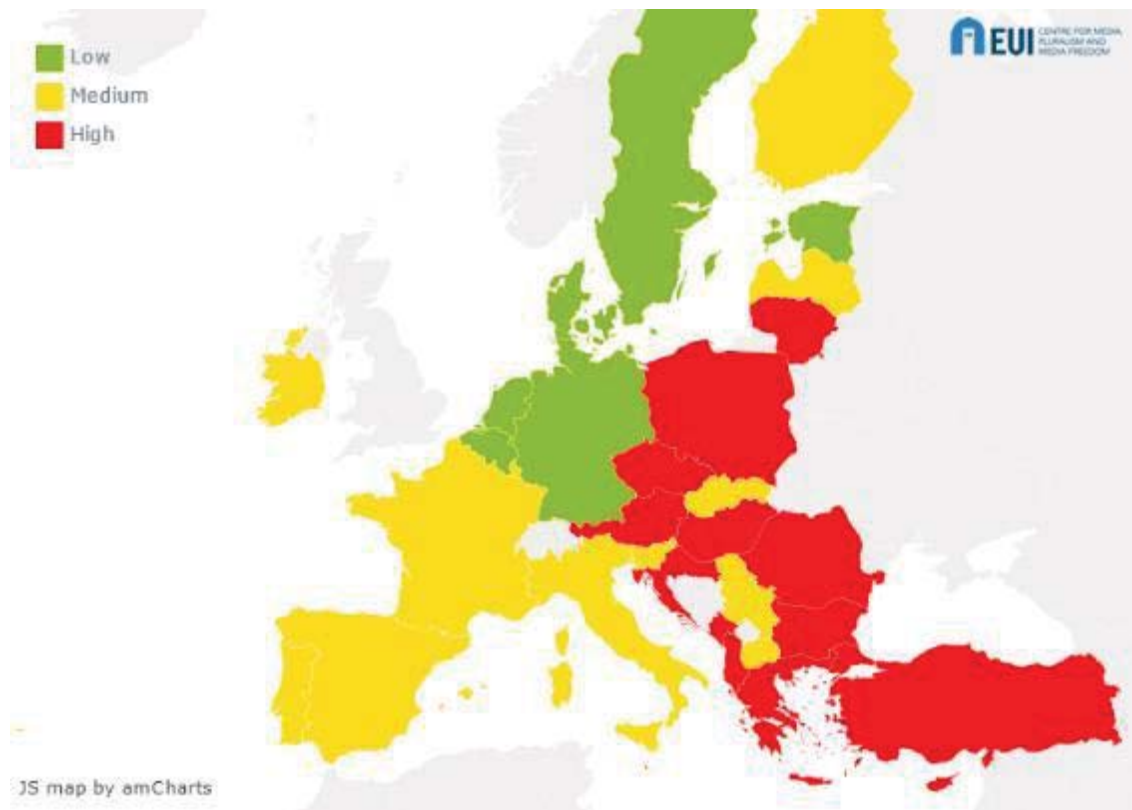 Low
Medium
High
EUI
CENTRE FOR MEDIA
PLURALISM AND
MEDIA FREEDOM
JS map by amCharts